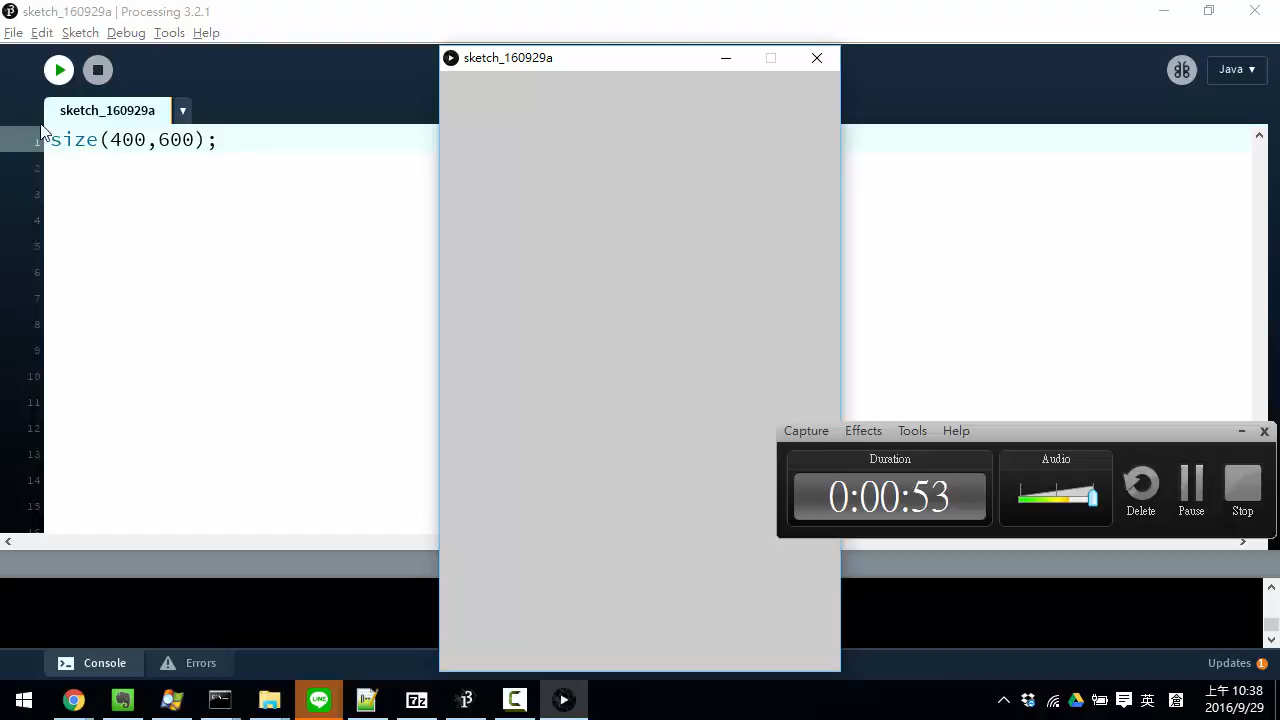 sketch_160929a | Processing 3.2.1
File Edit Sketch Debug Tools Help
sketch_160929a
Java ▾
sketch_160929a ▾
1 size(400,600);
2
3
4
5
6
7
8
9
10
11
12
13
14
15
Capture Effects Tools Help
Duration
Audio
0:00:53
Delete Pause Stop
Console Errors
Updates 1
上午 10:38
英
2016/9/29